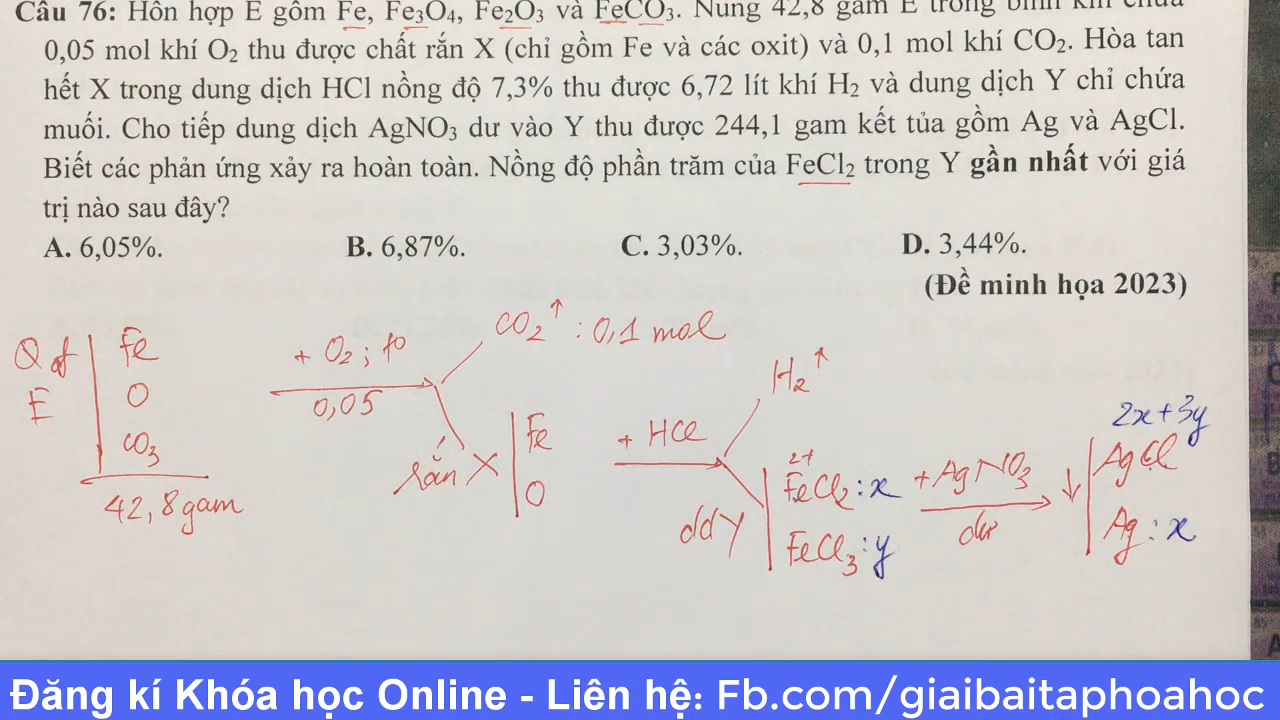 Câu 76: Hỗn hợp E gồm Fe, Fe₃O₄, Fe₂O₃ và FeCO₃. Nung 42,8 gam E trong bình kín chứa
0,05 mol khí O₂ thu được chất rắn X (chỉ gồm Fe và các oxit) và 0,1 mol khí CO₂. Hòa tan
hết X trong dung dịch HCl nồng độ 7,3% thu được 6,72 lít khí H₂ và dung dịch Y chỉ chứa
muối. Cho tiếp dung dịch AgNO₃ dư vào Y thu được 244,1 gam kết tủa gồm Ag và AgCl.
Biết các phản ứng xảy ra hoàn toàn. Nồng độ phần trăm của FeCl₂ trong Y gần nhất với giá
trị nào sau đây?
A. 6,05%. B. 6,87%. C. 3,03%. D. 3,44%.
(Đề minh họa 2023)
Qđ E
Fe
O
CO₃
42,8 gam
+ O₂; t⁰
0,05
CO₂↑ : 0,1 mol
rắn X
Fe
O
+ HCl
H₂↑
ddY
2+
FeCl₂ : x
FeCl₃ : y
+ AgNO₃
dư
↓
2x+3y
AgCl
Ag : x
Đăng kí Khóa học Online - Liên hệ: Fb.com/giaibaitaphoahoc